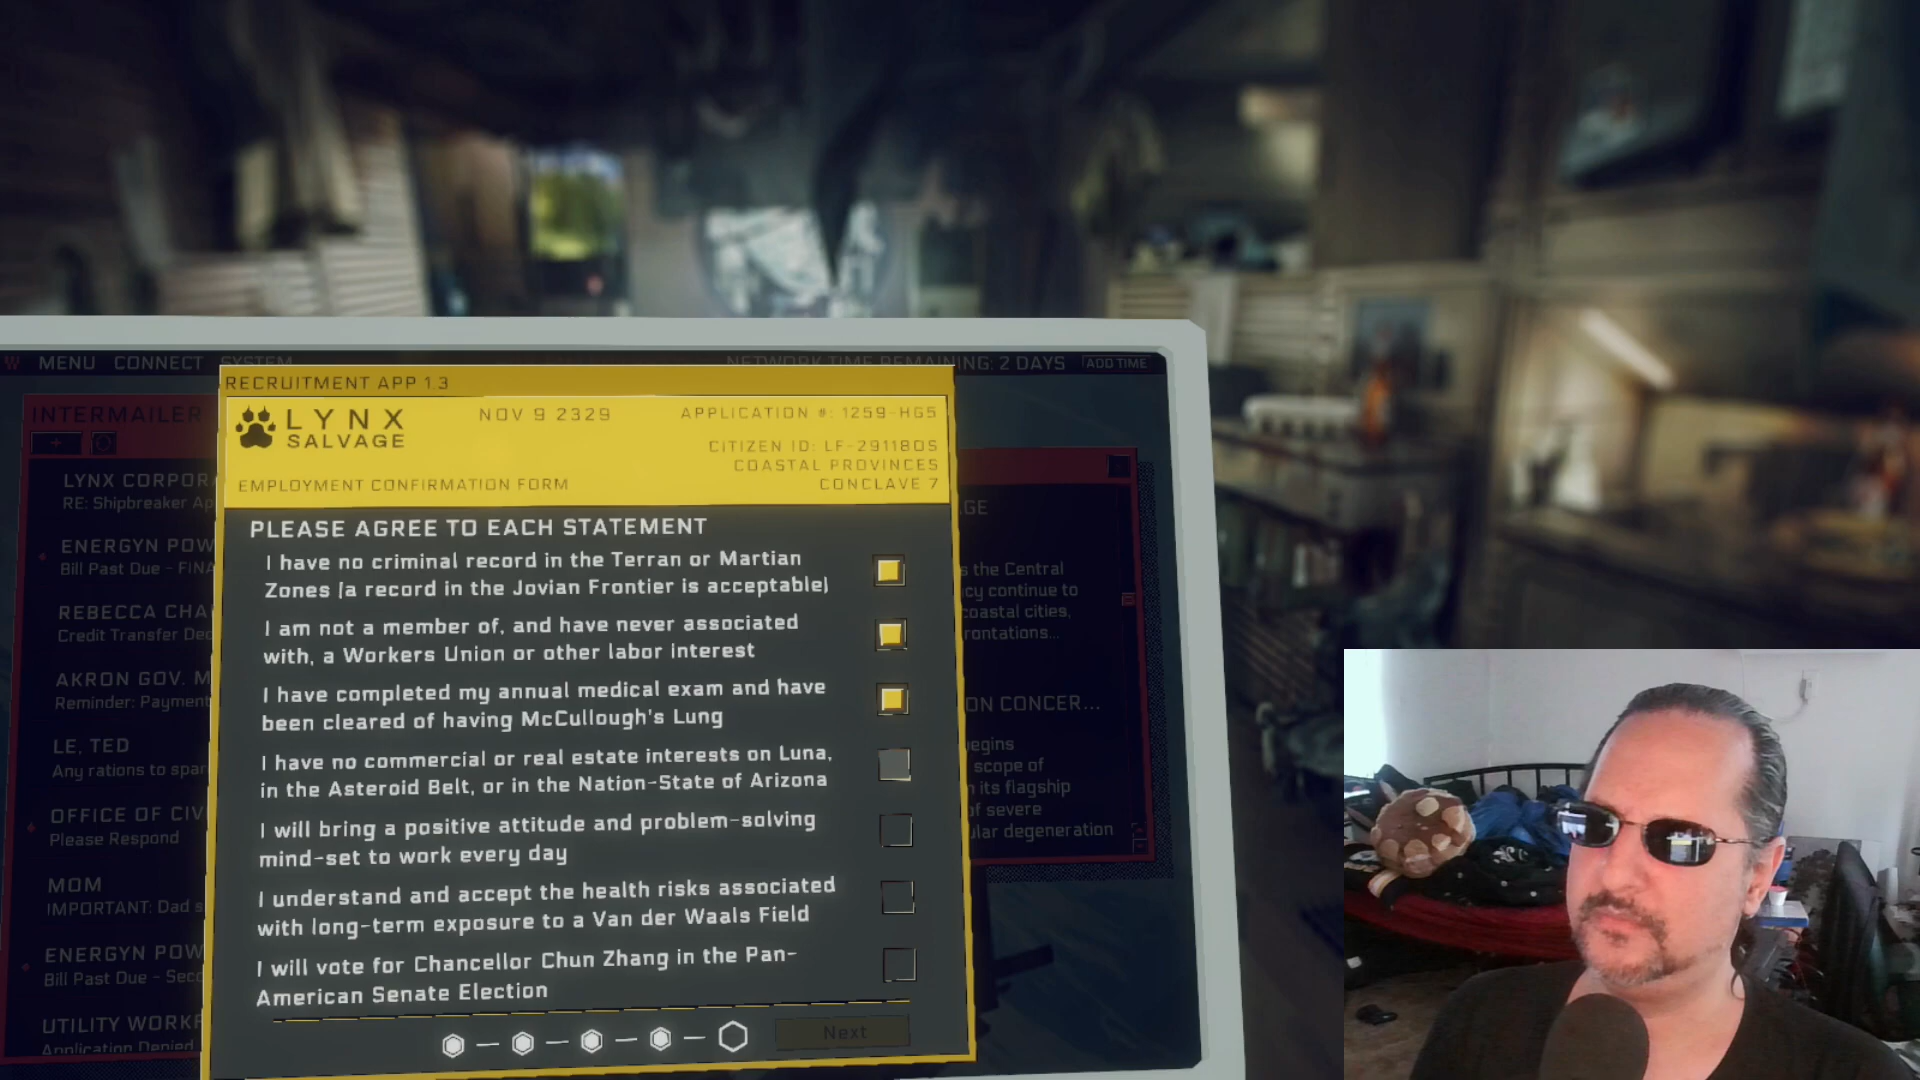 MENU CONNECT SYSTEM NETWORK TIME REMAINING: 2 DAYS ADD TIME
RECRUITMENT APP 1.3
INTERMAILER
LYNX
SALVAGE
NOV 9 2329
APPLICATION #: 1259-HG5
CITIZEN ID: LF-29118DS
COASTAL PROVINCES
CONCLAVE 7
EMPLOYMENT CONFIRMATION FORM
PLEASE AGREE TO EACH STATEMENT
I have no criminal record in the Terran or Martian
Zones [a record in the Jovian Frontier is acceptable]
I am not a member of, and have never associated
with, a Workers Union or other labor interest
I have completed my annual medical exam and have
been cleared of having McCullough's Lung
I have no commercial or real estate interests on Luna,
in the Asteroid Belt, or in the Nation-State of Arizona
I will bring a positive attitude and problem-solving
mind-set to work every day
I understand and accept the health risks associated
with long-term exposure to a Van der Waals Field
I will vote for Chancellor Chun Zhang in the Pan-
American Senate Election
Next
LYNX CORPORA
RE: Shipbreaker Ap
ENERGYN POW
Bill Past Due - FINA
REBECCA CHA
Credit Transfer Dec
AKRON GOV. M
Reminder: Payment
LE, TED
Any rations to spar
OFFICE OF CIV
Please Respond
MOM
IMPORTANT: Dad s
ENERGYN POW
Bill Past Due - Seco
UTILITY WORK
Application Denied
GE
s the Central
cy continue to
coastal cities,
rontations...
ON CONCER...
egins
scope of
n its flagship
of severe
ular degeneration